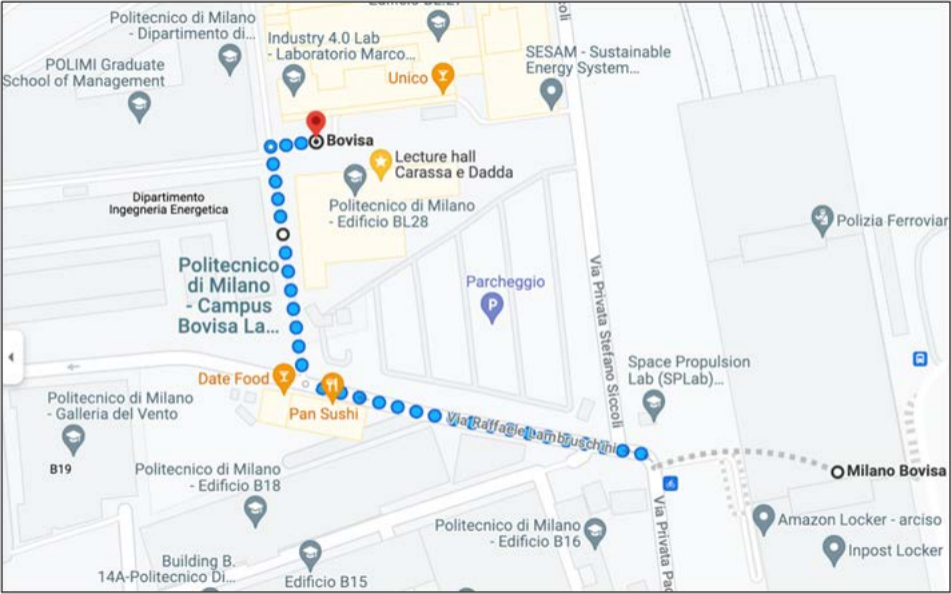 Politecnico di Milano
- Dipartimento di...
POLIMI Graduate
School of Management
Industry 4.0 Lab
- Laboratorio Marco...
Unico
SESAM - Sustainable
Energy System...
Bovisa
Lecture hall
Carassa e Dadda
Politecnico di Milano
- Edificio BL28
Dipartimento
Ingegneria Energetica
Polizia Ferroviar
Politecnico
di Milano
- Campus
Bovisa La...
Parcheggio
P
Via Privata Stefano Siccoli
Date Food
Pan Sushi
Space Propulsion
Lab (SPLab)...
Politecnico di Milano
- Galleria del Vento
Via Raffaele Lambruschini
B19
Milano Bovisa
Politecnico di Milano
- Edificio B18
Via Privata
Politecnico di Milano
- Edificio B16
Amazon Locker - arciso
Inpost Locker
Building B.
14A-Politecnico Di...
Edificio B15